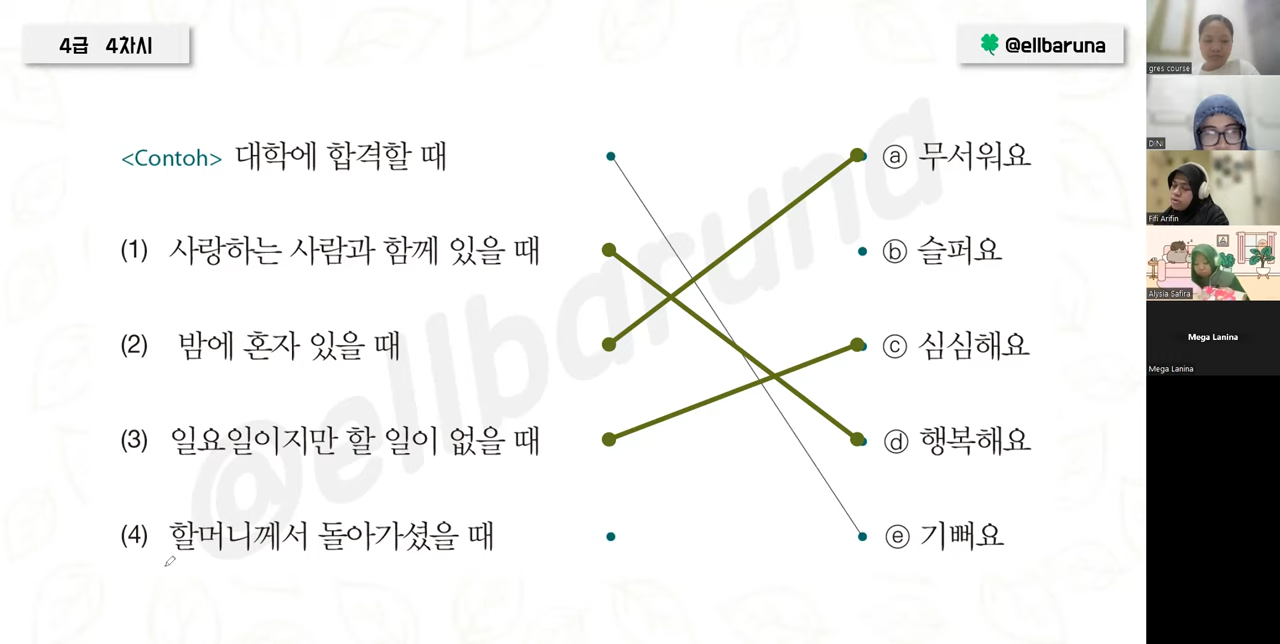 4급 4차시
@ellbaruna
<Contoh> 대학에 합격할 때
ⓐ 무서워요
(1) 사랑하는 사람과 함께 있을 때
ⓑ 슬퍼요
(2) 밤에 혼자 있을 때
ⓒ 심심해요
(3) 일요일이지만 할 일이 없을 때
ⓓ 행복해요
(4) 할머니께서 돌아가셨을 때
ⓔ 기뻐요
@ellbaruna
gres course
DINI
Fifi Arifin
Alysia Safira
Mega Lanina
Mega Lanina